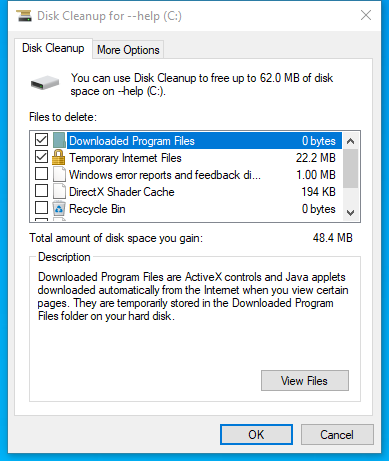 Disk Cleanup for --help (C:)
Disk Cleanup
More Options
You can use Disk Cleanup to free up to 62.0 MB of disk
space on --help (C:).
Files to delete:
Downloaded Program Files 0 bytes
Temporary Internet Files 22.2 MB
Windows error reports and feedback di... 1.00 MB
DirectX Shader Cache 194 KB
Recycle Bin 0 bytes
Total amount of disk space you gain: 48.4 MB
Description
Downloaded Program Files are ActiveX controls and Java applets
downloaded automatically from the Internet when you view certain
pages. They are temporarily stored in the Downloaded Program
Files folder on your hard disk.
View Files
OK
Cancel